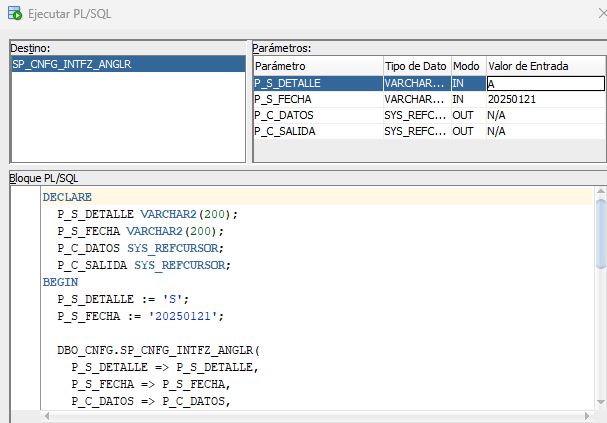 Ejecutar PL/SQL
Destino:
SP_CNFG_INTFZ_ANGLR
Parámetros:
Parámetro Tipo de Dato Modo Valor de Entrada
P_S_DETALLE VARCHAR... IN A
P_S_FECHA VARCHAR... IN 20250121
P_C_DATOS SYS_REFC... OUT N/A
P_C_SALIDA SYS_REFC... OUT N/A
Bloque PL/SQL
DECLARE
P_S_DETALLE VARCHAR2(200);
P_S_FECHA VARCHAR2(200);
P_C_DATOS SYS_REFCURSOR;
P_C_SALIDA SYS_REFCURSOR;
BEGIN
P_S_DETALLE := 'S';
P_S_FECHA := '20250121';
DBO_CNFG.SP_CNFG_INTFZ_ANGLR(
P_S_DETALLE => P_S_DETALLE,
P_S_FECHA => P_S_FECHA,
P_C_DATOS => P_C_DATOS,